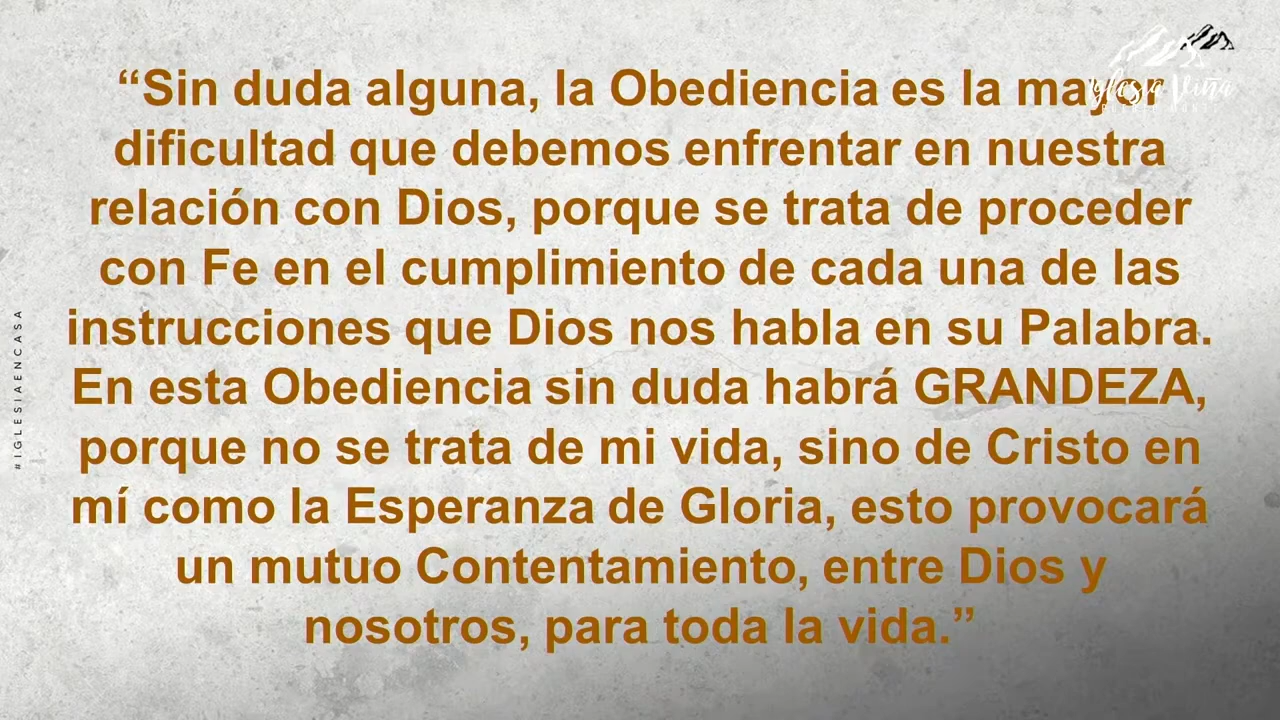 “Sin duda alguna, la Obediencia es la mayor
dificultad que debemos enfrentar en nuestra
relación con Dios, porque se trata de proceder
con Fe en el cumplimiento de cada una de las
instrucciones que Dios nos habla en su Palabra.
En esta Obediencia sin duda habrá GRANDEZA,
porque no se trata de mi vida, sino de Cristo en
mí como la Esperanza de Gloria, esto provocará
un mutuo Contentamiento, entre Dios y
nosotros, para toda la vida.”
Iglesia Viña
#IGLESIAENCASA